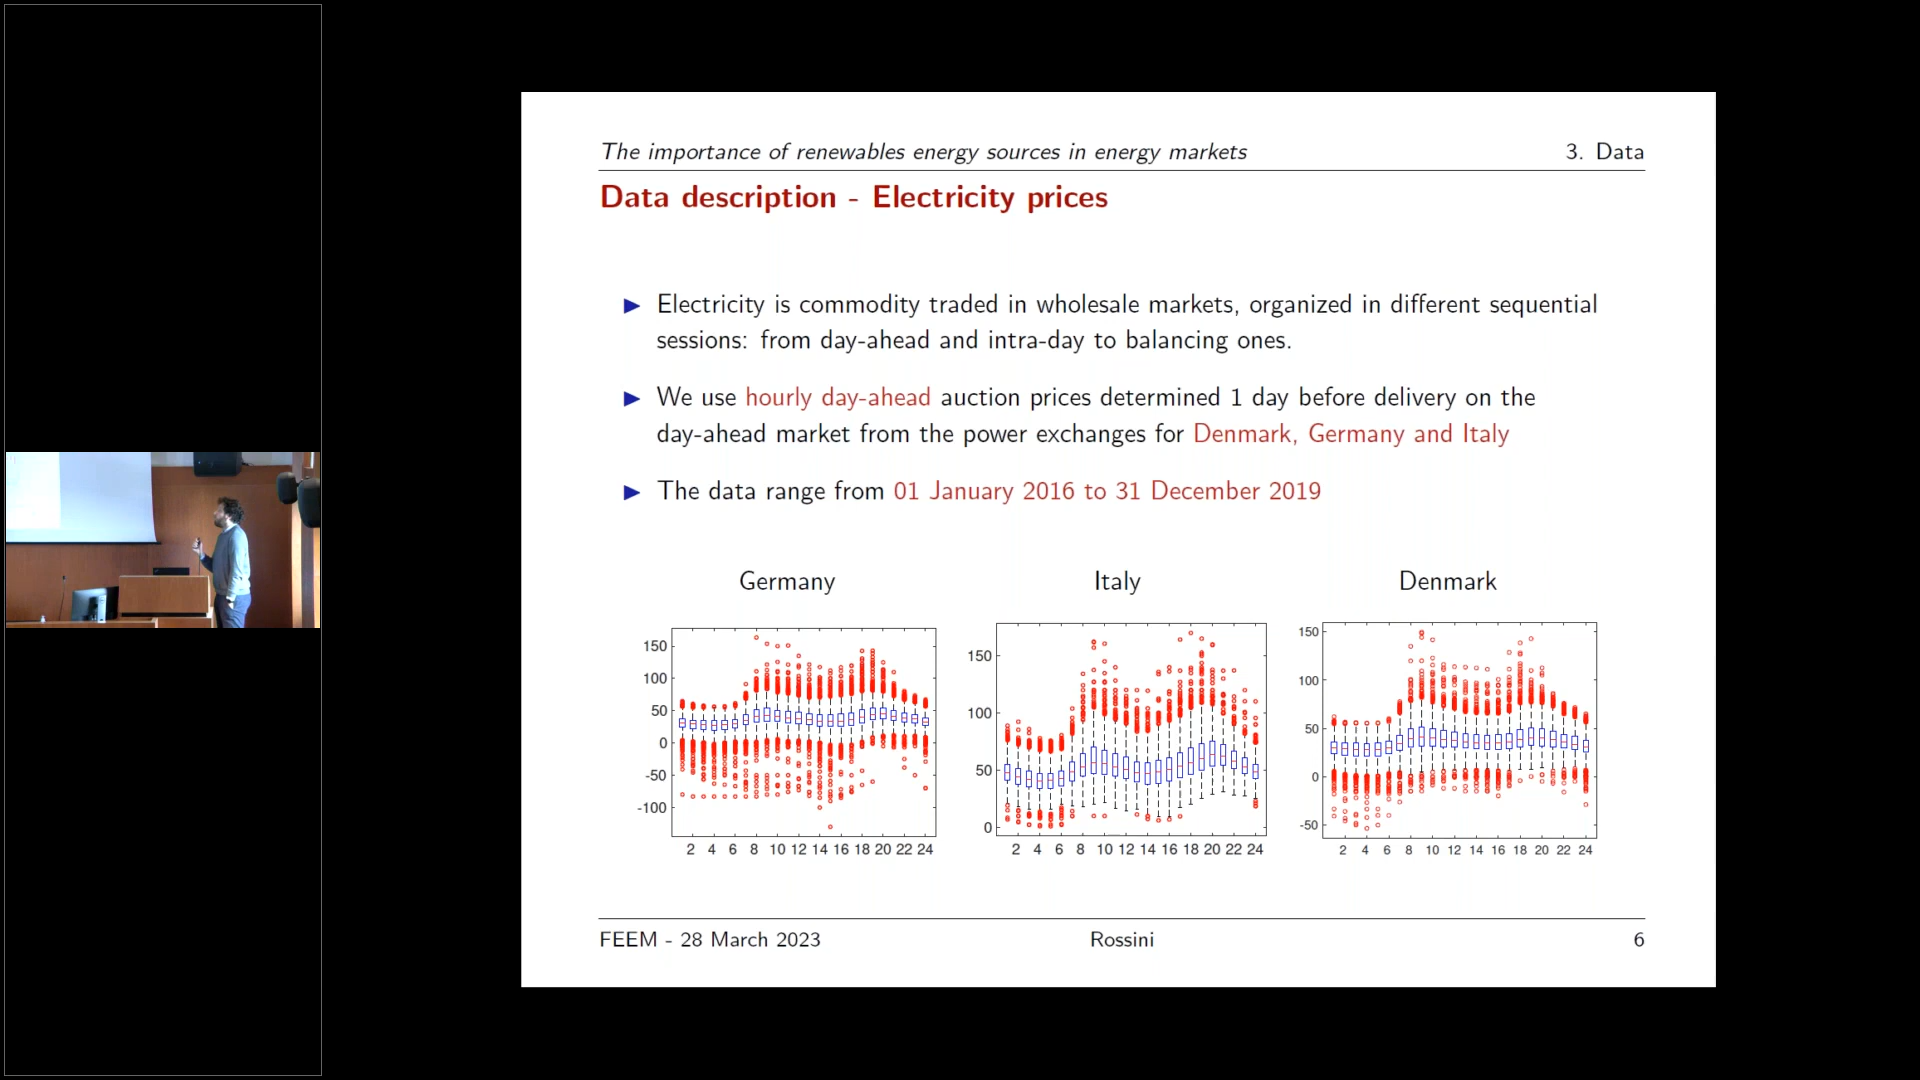 The importance of renewables energy sources in energy markets 3. Data
Data description - Electricity prices
Electricity is commodity traded in wholesale markets, organized in different sequential
sessions: from day-ahead and intra-day to balancing ones.
We use hourly day-ahead auction prices determined 1 day before delivery on the
day-ahead market from the power exchanges for Denmark, Germany and Italy
The data range from 01 January 2016 to 31 December 2019
Germany Italy Denmark
150
100
50
0
-50
-100
2 4 6 8 10 12 14 16 18 20 22 24
150
100
50
0
2 4 6 8 10 12 14 16 18 20 22 24
150
100
50
0
-50
2 4 6 8 10 12 14 16 18 20 22 24
FEEM - 28 March 2023 Rossini 6